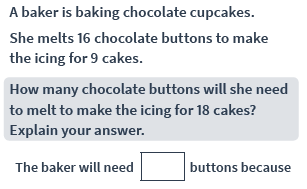 A baker is baking chocolate cupcakes.
She melts 16 chocolate buttons to make
the icing for 9 cakes.
How many chocolate buttons will she need
to melt to make the icing for 18 cakes?
Explain your answer.
The baker will need buttons because